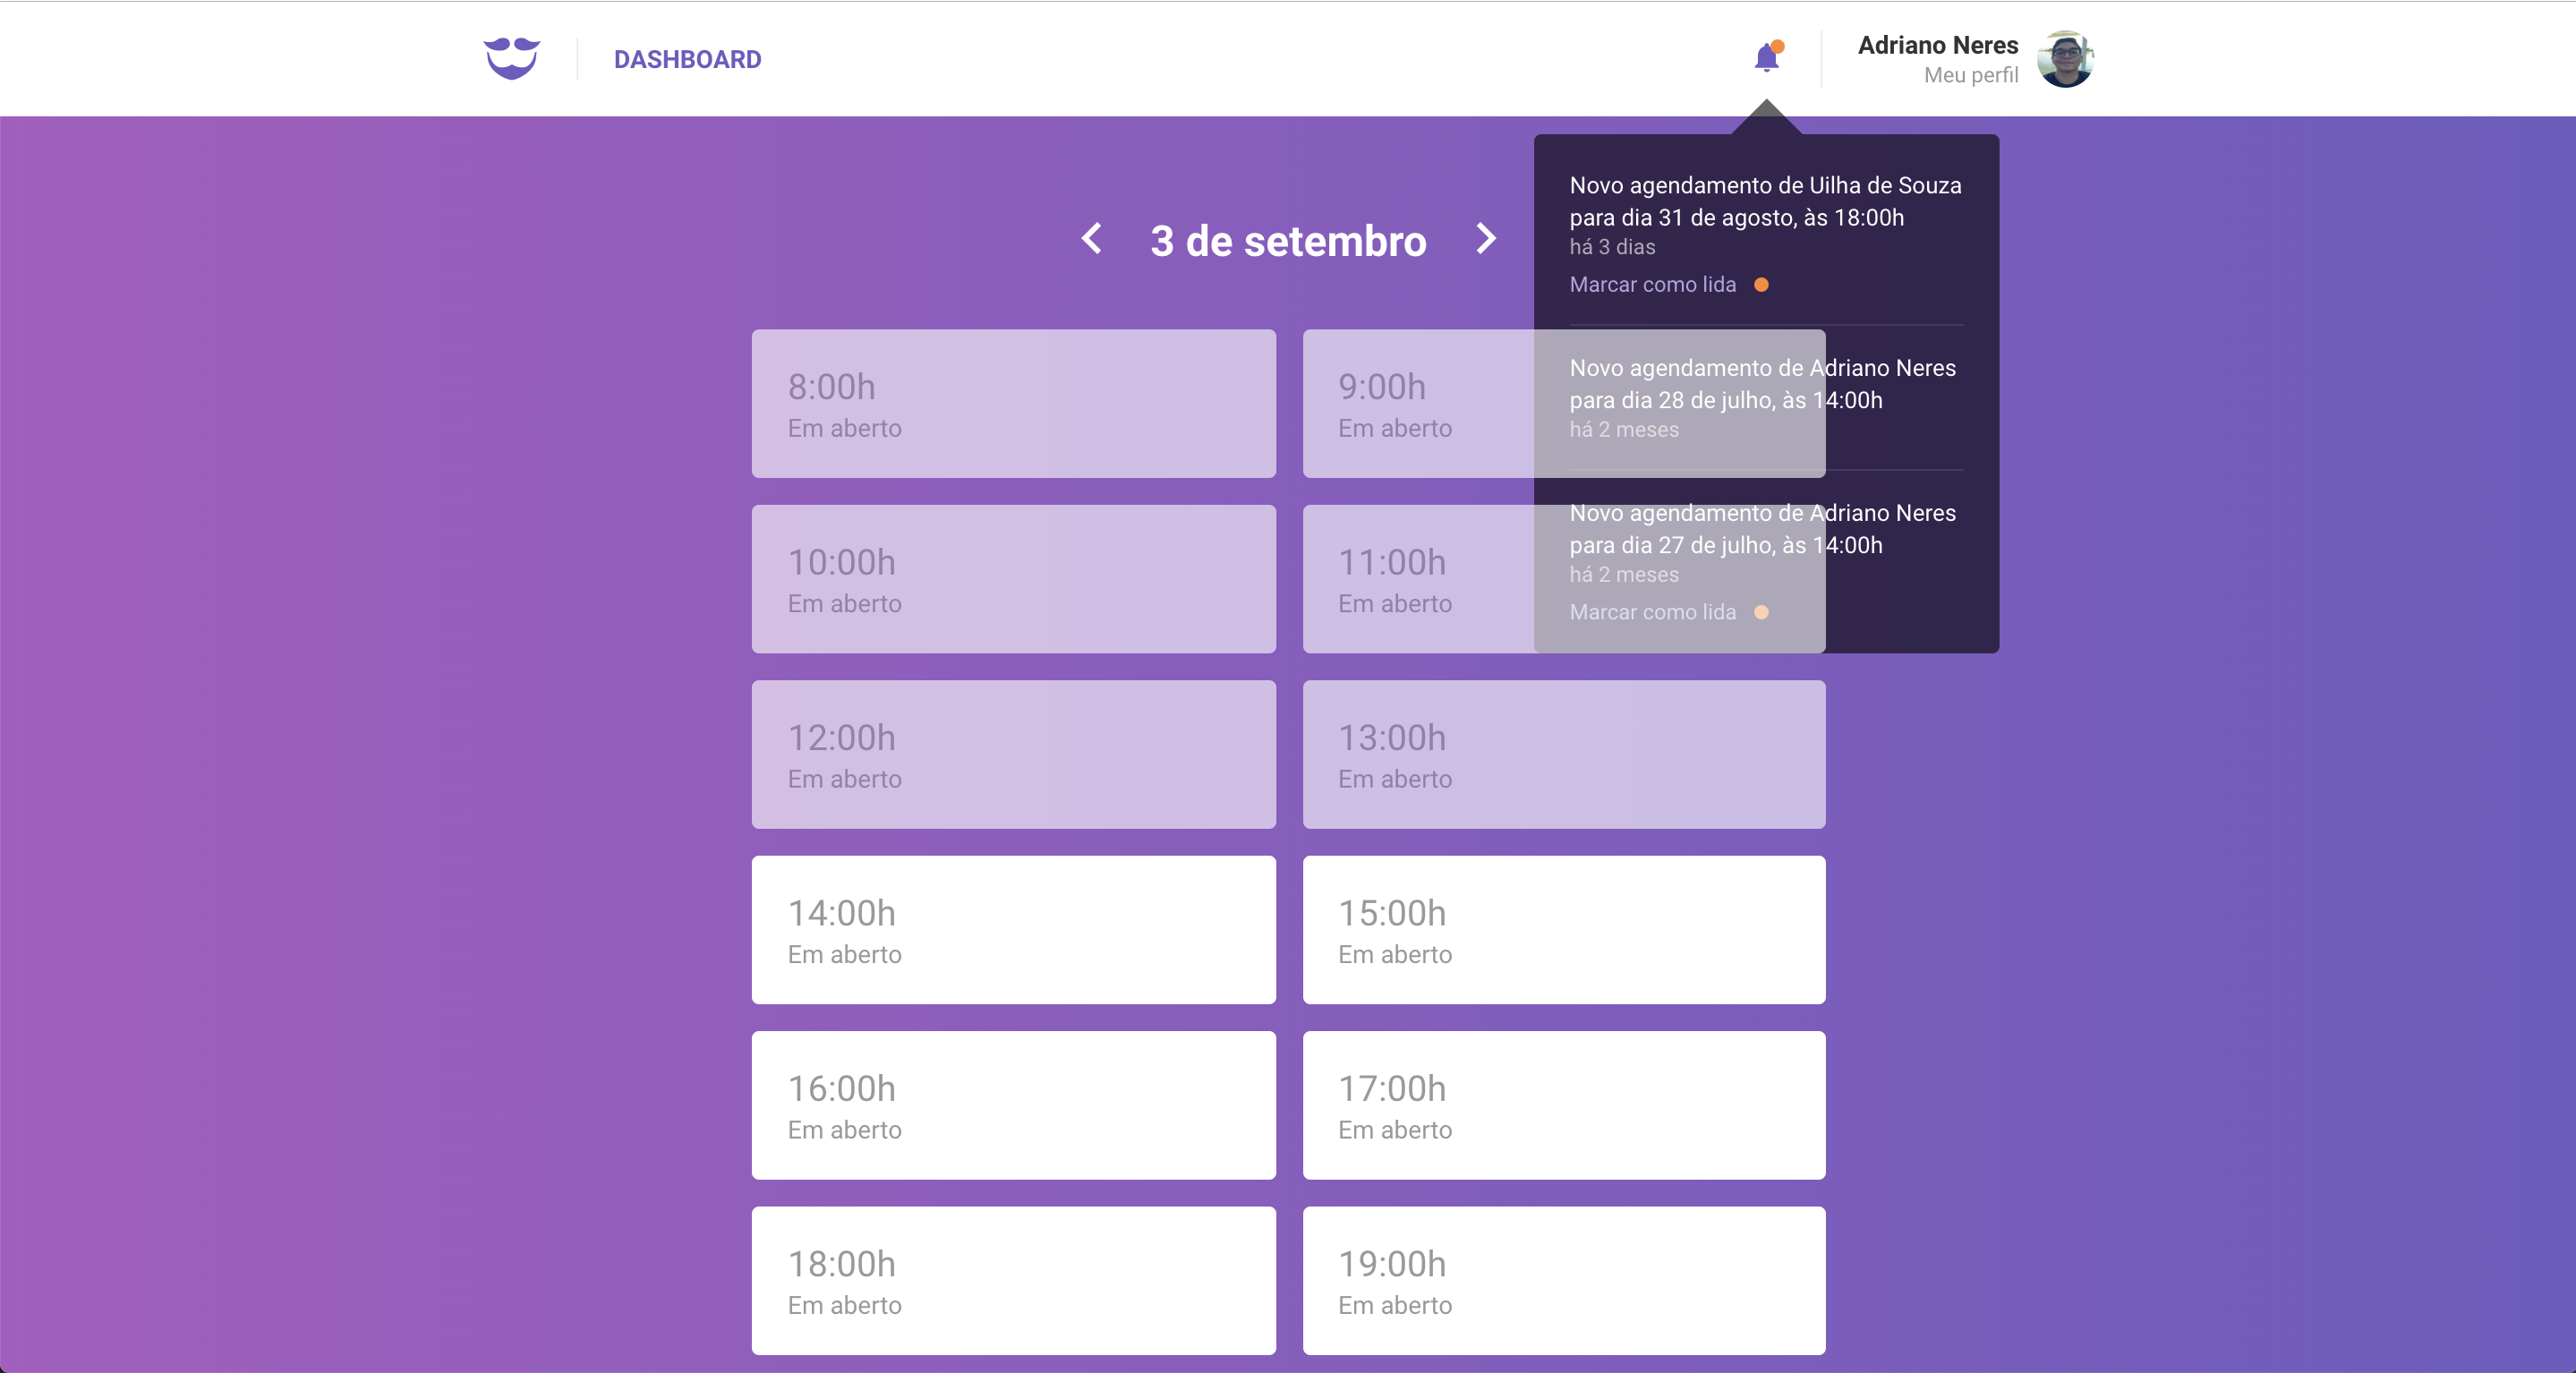 DASHBOARD
Adriano Neres
Meu perfil
Novo agendamento de Uilha de Souza
para dia 31 de agosto, às 18:00h
há 3 dias
Marcar como lida
Novo agendamento de Adriano Neres
para dia 28 de julho, às 14:00h
há 2 meses
Novo agendamento de Adriano Neres
para dia 27 de julho, às 14:00h
há 2 meses
Marcar como lida
3 de setembro
8:00h
Em aberto
9:00h
Em aberto
10:00h
Em aberto
11:00h
Em aberto
12:00h
Em aberto
13:00h
Em aberto
14:00h
Em aberto
15:00h
Em aberto
16:00h
Em aberto
17:00h
Em aberto
18:00h
Em aberto
19:00h
Em aberto